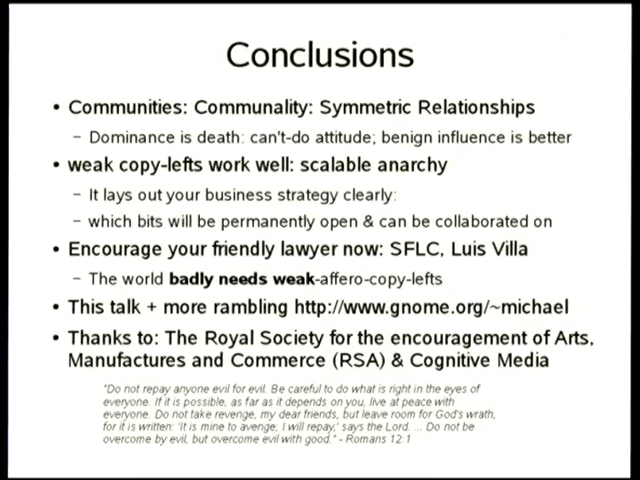 Conclusions
• Communities: Communality: Symmetric Relationships
– Dominance is death: can't-do attitude; benign influence is better
• weak copy-lefts work well: scalable anarchy
– It lays out your business strategy clearly:
– which bits will be permanently open & can be collaborated on
• Encourage your friendly lawyer now: SFLC, Luis Villa
– The world badly needs weak-affero-copy-lefts
• This talk + more rambling http://www.gnome.org/~michael
• Thanks to: The Royal Society for the encouragement of Arts,
Manufactures and Commerce (RSA) & Cognitive Media
"Do not repay anyone evil for evil. Be careful to do what is right in the eyes of
everyone. If it is possible, as far as it depends on you, live at peace with
everyone. Do not take revenge, my dear friends, but leave room for God's wrath,
for it is written: 'It is mine to avenge; I will repay,' says the Lord. ... Do not be
overcome by evil, but overcome evil with good." - Romans 12:1